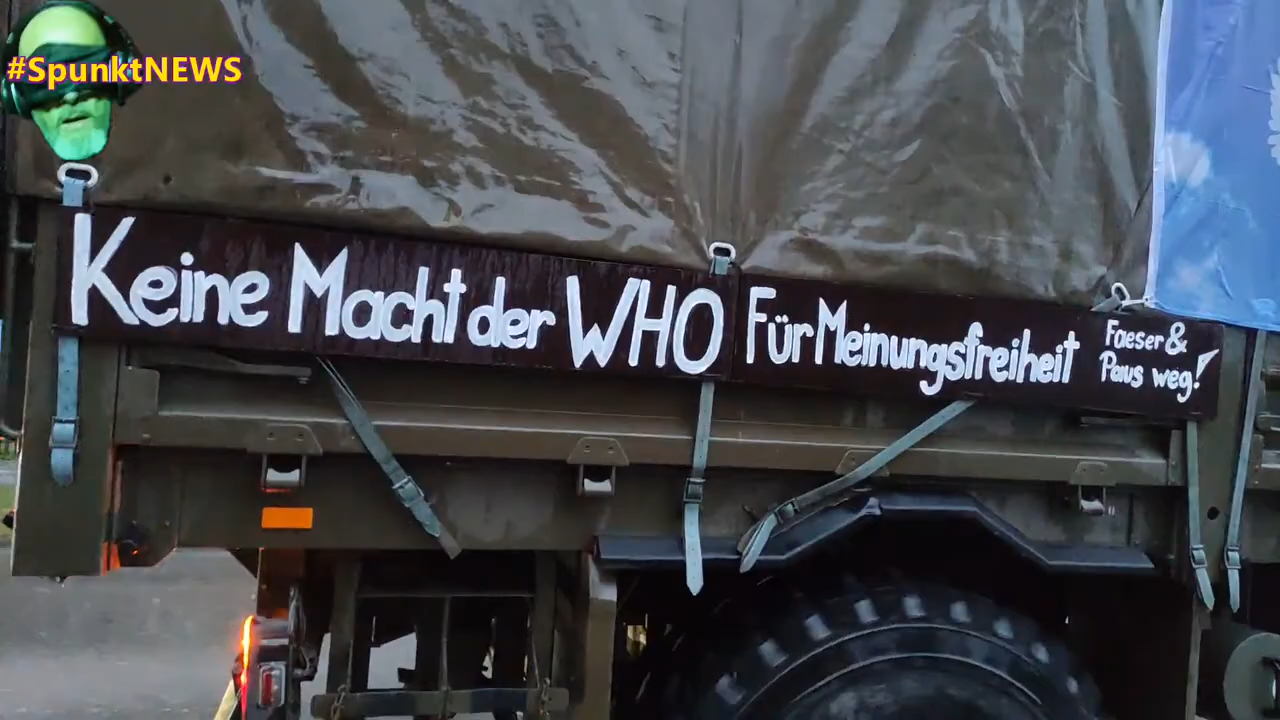 #SpunktNEWS
Keine Macht der WHO
Für Meinungsfreiheit
Faeser &
Paus weg!